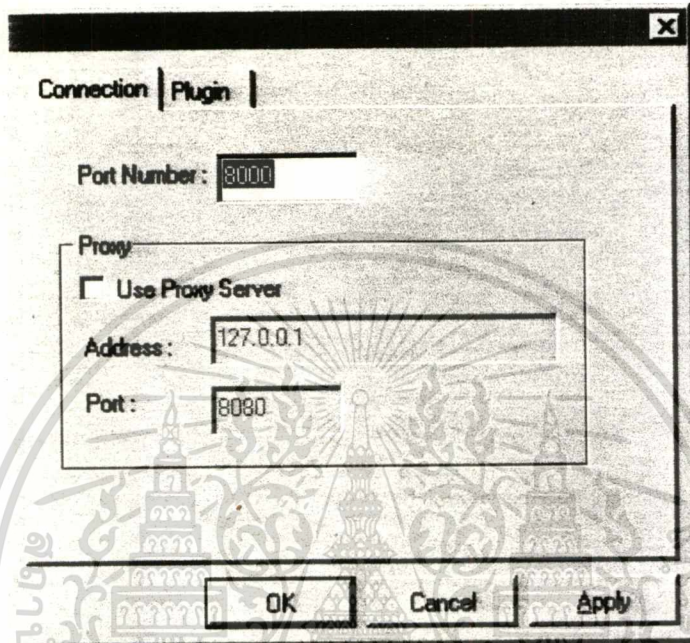 Connection
Plugin
Port Number :
8000
Proxy
Use Proxy Server
Address :
127.0.0.1
Port :
8080
OK
Cancel
Apply